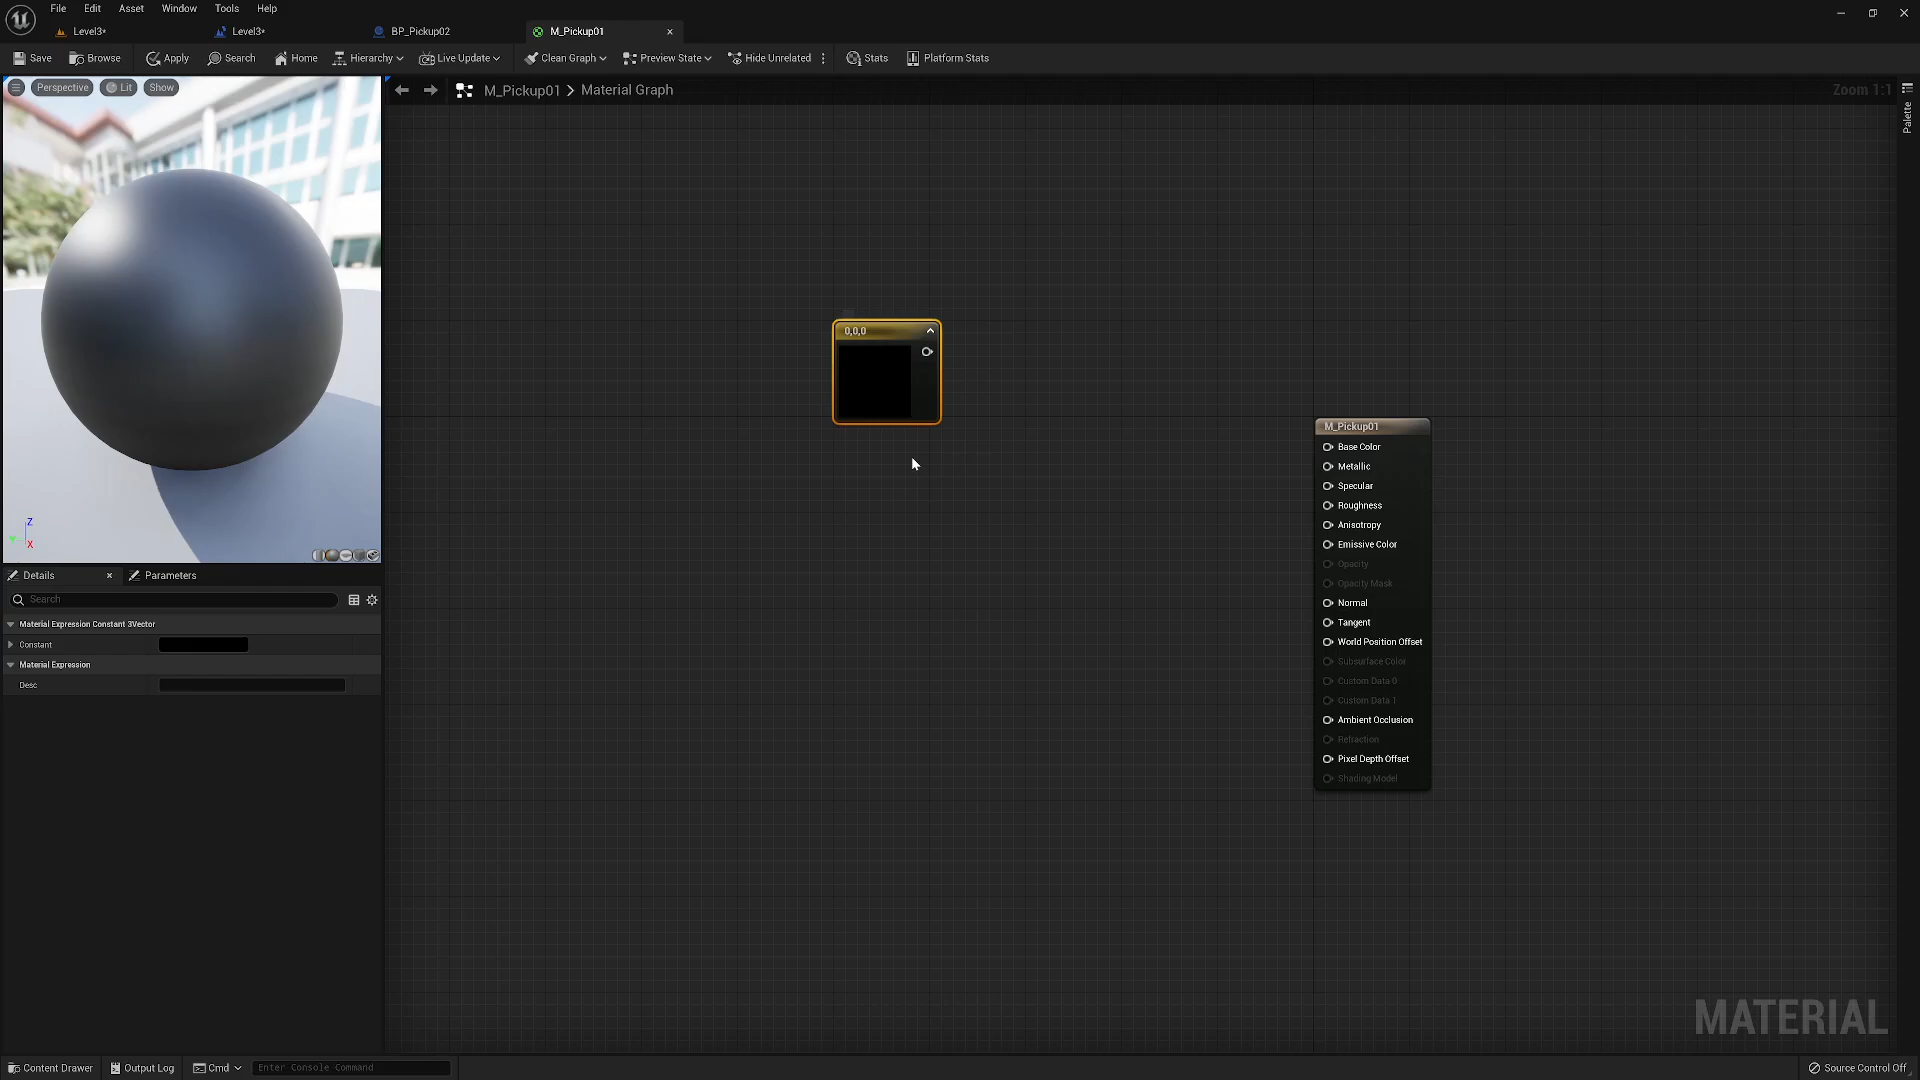 File Edit Asset Window Tools Help
Level3* Level3* BP_Pickup02 M_Pickup01
Save Browse Apply Search Home Hierarchy Live Update Clean Graph Preview State Hide Unrelated Stats Platform Stats
Perspective Lit Show
M_Pickup01 > Material Graph
Zoom 1:1
Palette
0,0,0
M_Pickup01
Base Color
Metallic
Specular
Roughness
Anisotropy
Emissive Color
Opacity
Opacity Mask
Normal
Tangent
World Position Offset
Subsurface Color
Custom Data 0
Custom Data 1
Ambient Occlusion
Refraction
Pixel Depth Offset
Shading Model
Z
X
Details Parameters
Search
Material Expression Constant 3Vector
Constant
Material Expression
Desc
MATERIAL
Content Drawer Output Log Cmd Enter Console Command Source Control Off